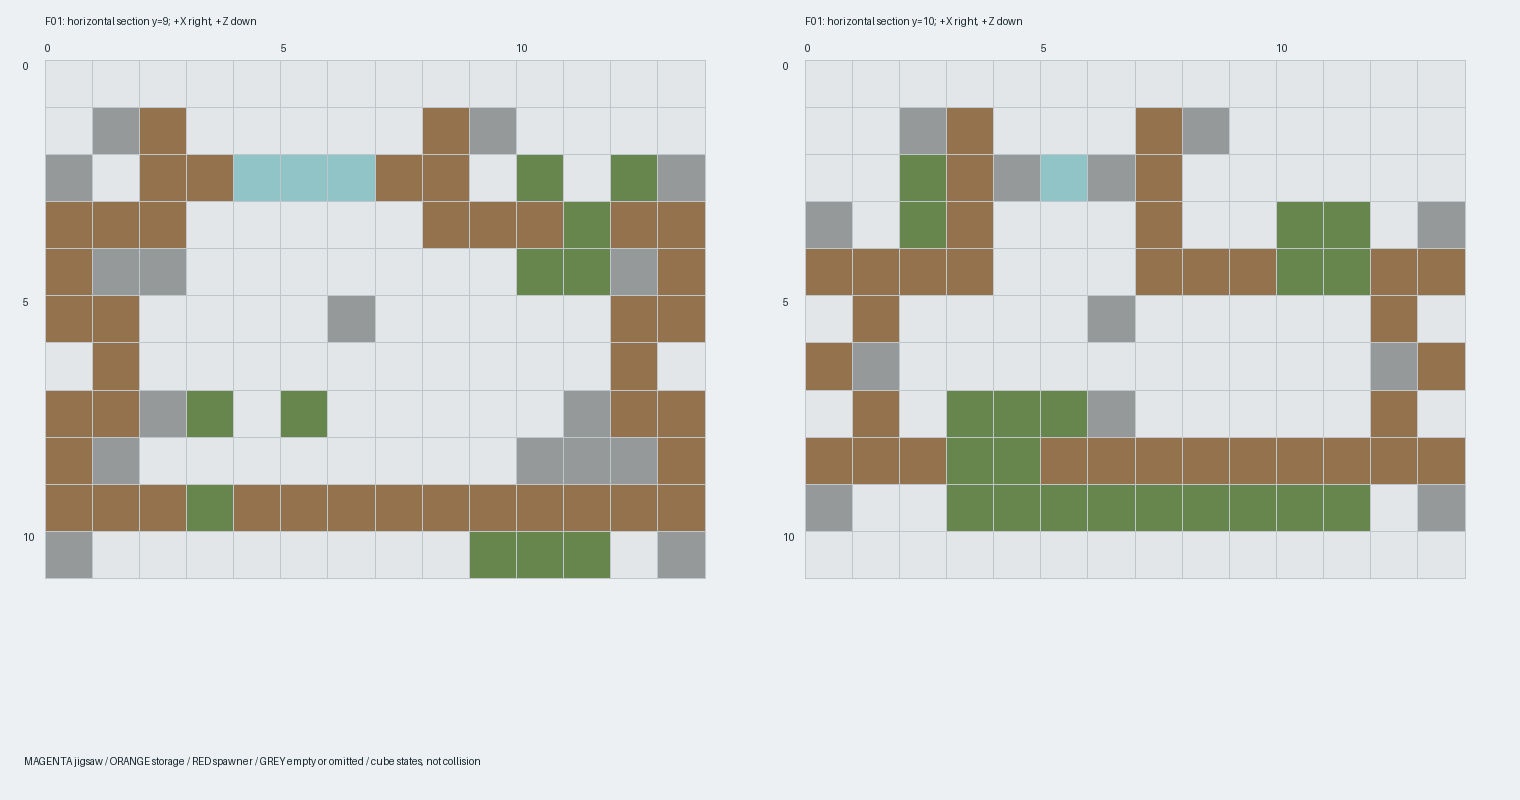 F01: horizontal section y=9; +X right, +Z down
F01: horizontal section y=10; +X right, +Z down
0 5 10
0 5 10
0
0
5
5
10
10
MAGENTA jigsaw / ORANGE storage / RED spawner / GREY empty or omitted / cube states, not collision